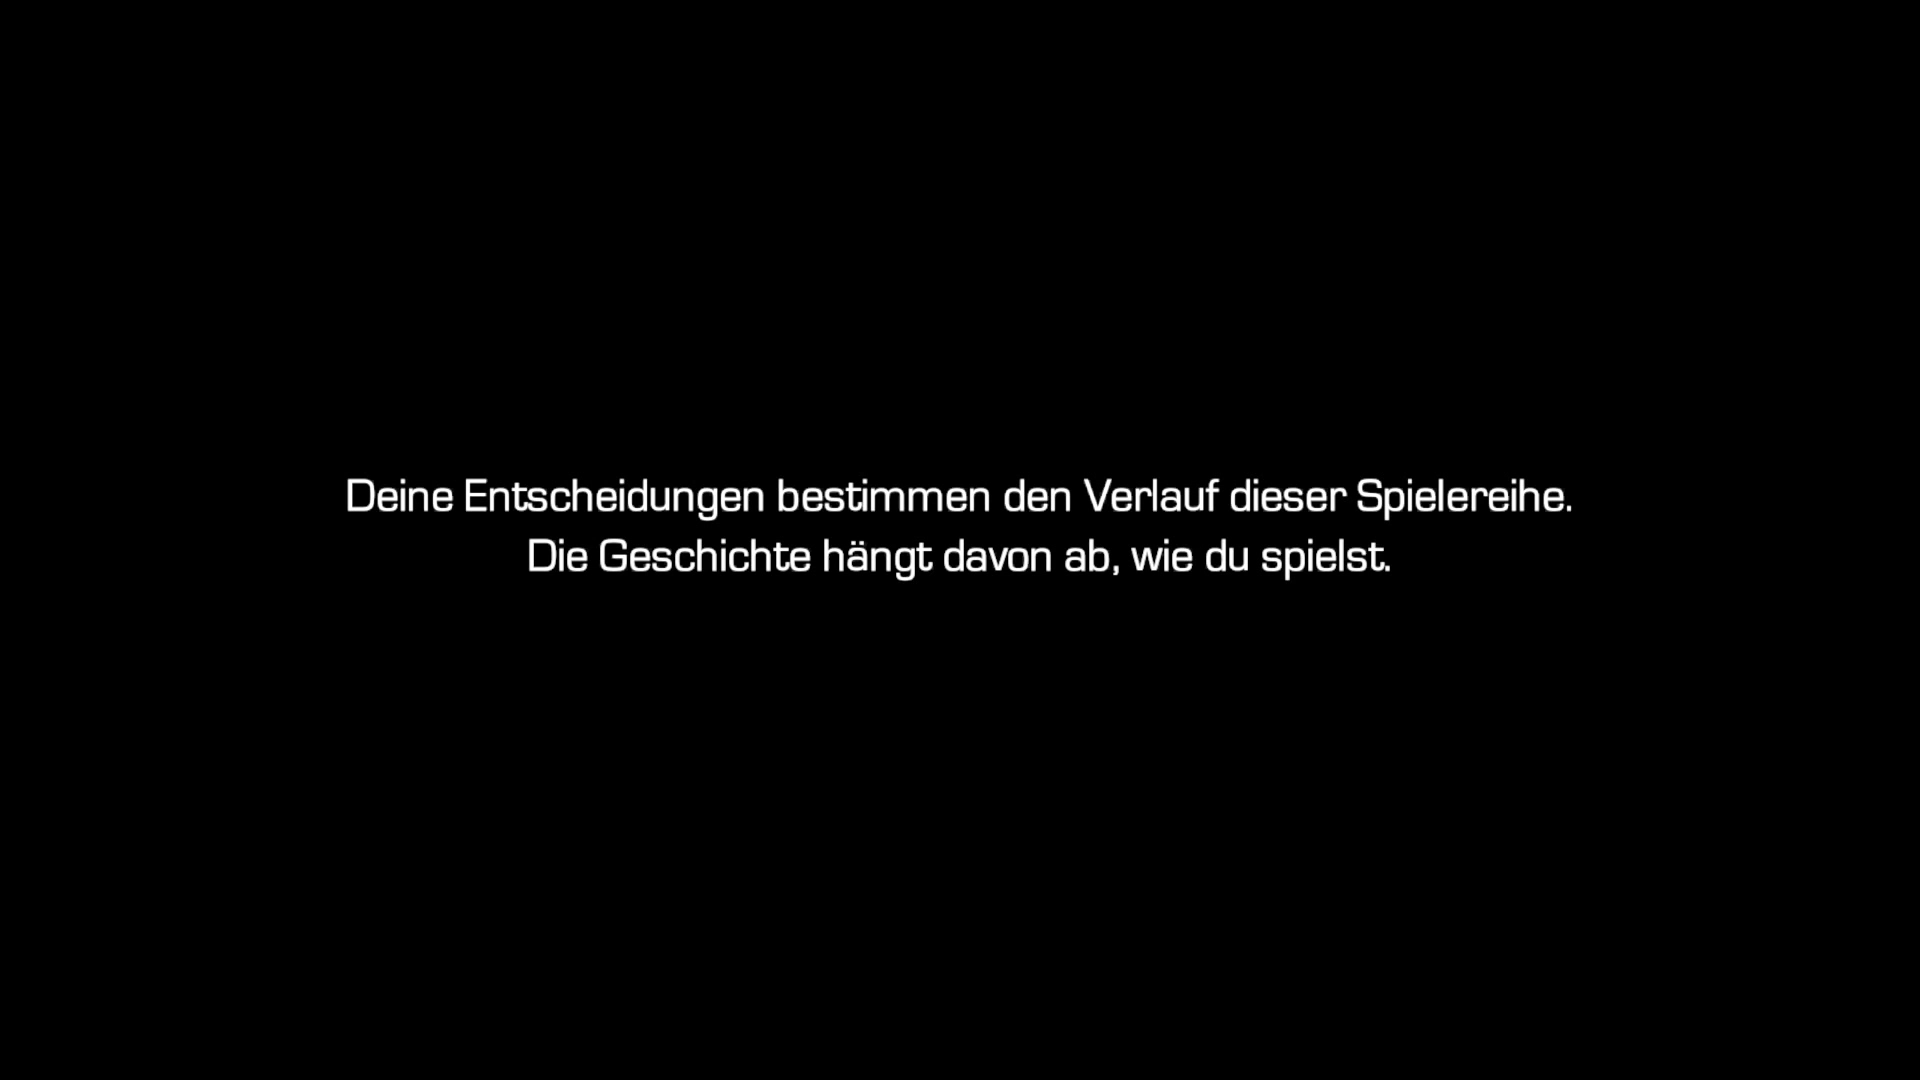 Deine Entscheidungen bestimmen den Verlauf dieser Spielereihe.
Die Geschichte hängt davon ab, wie du spielst.